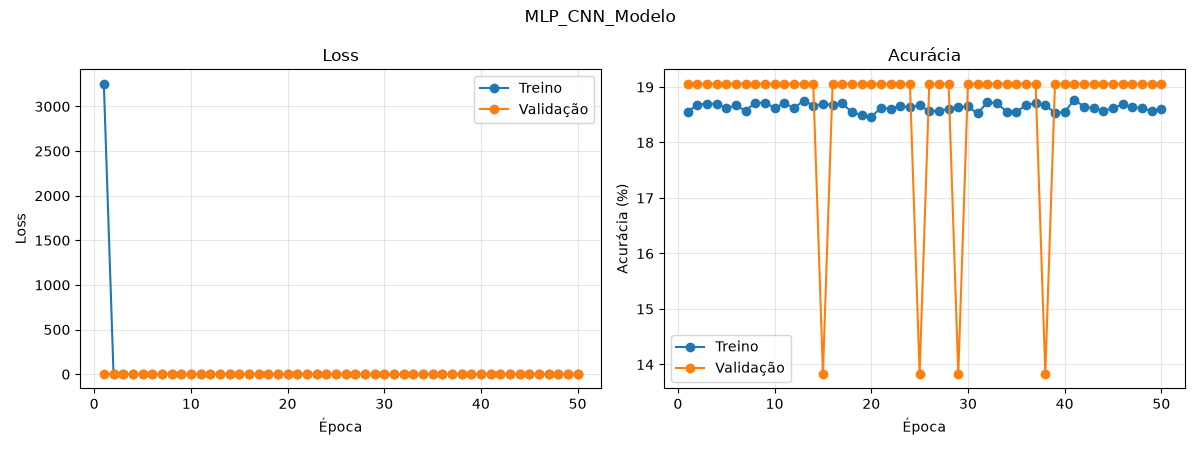 MLP_CNN_Modelo
Loss
Loss
3000
2500
2000
1500
1000
500
0
0
10
20
30
40
50
Época
Treino
Validação
Acurácia
Acurácia (%)
19
18
17
16
15
14
0
10
20
30
40
50
Época
Treino
Validação